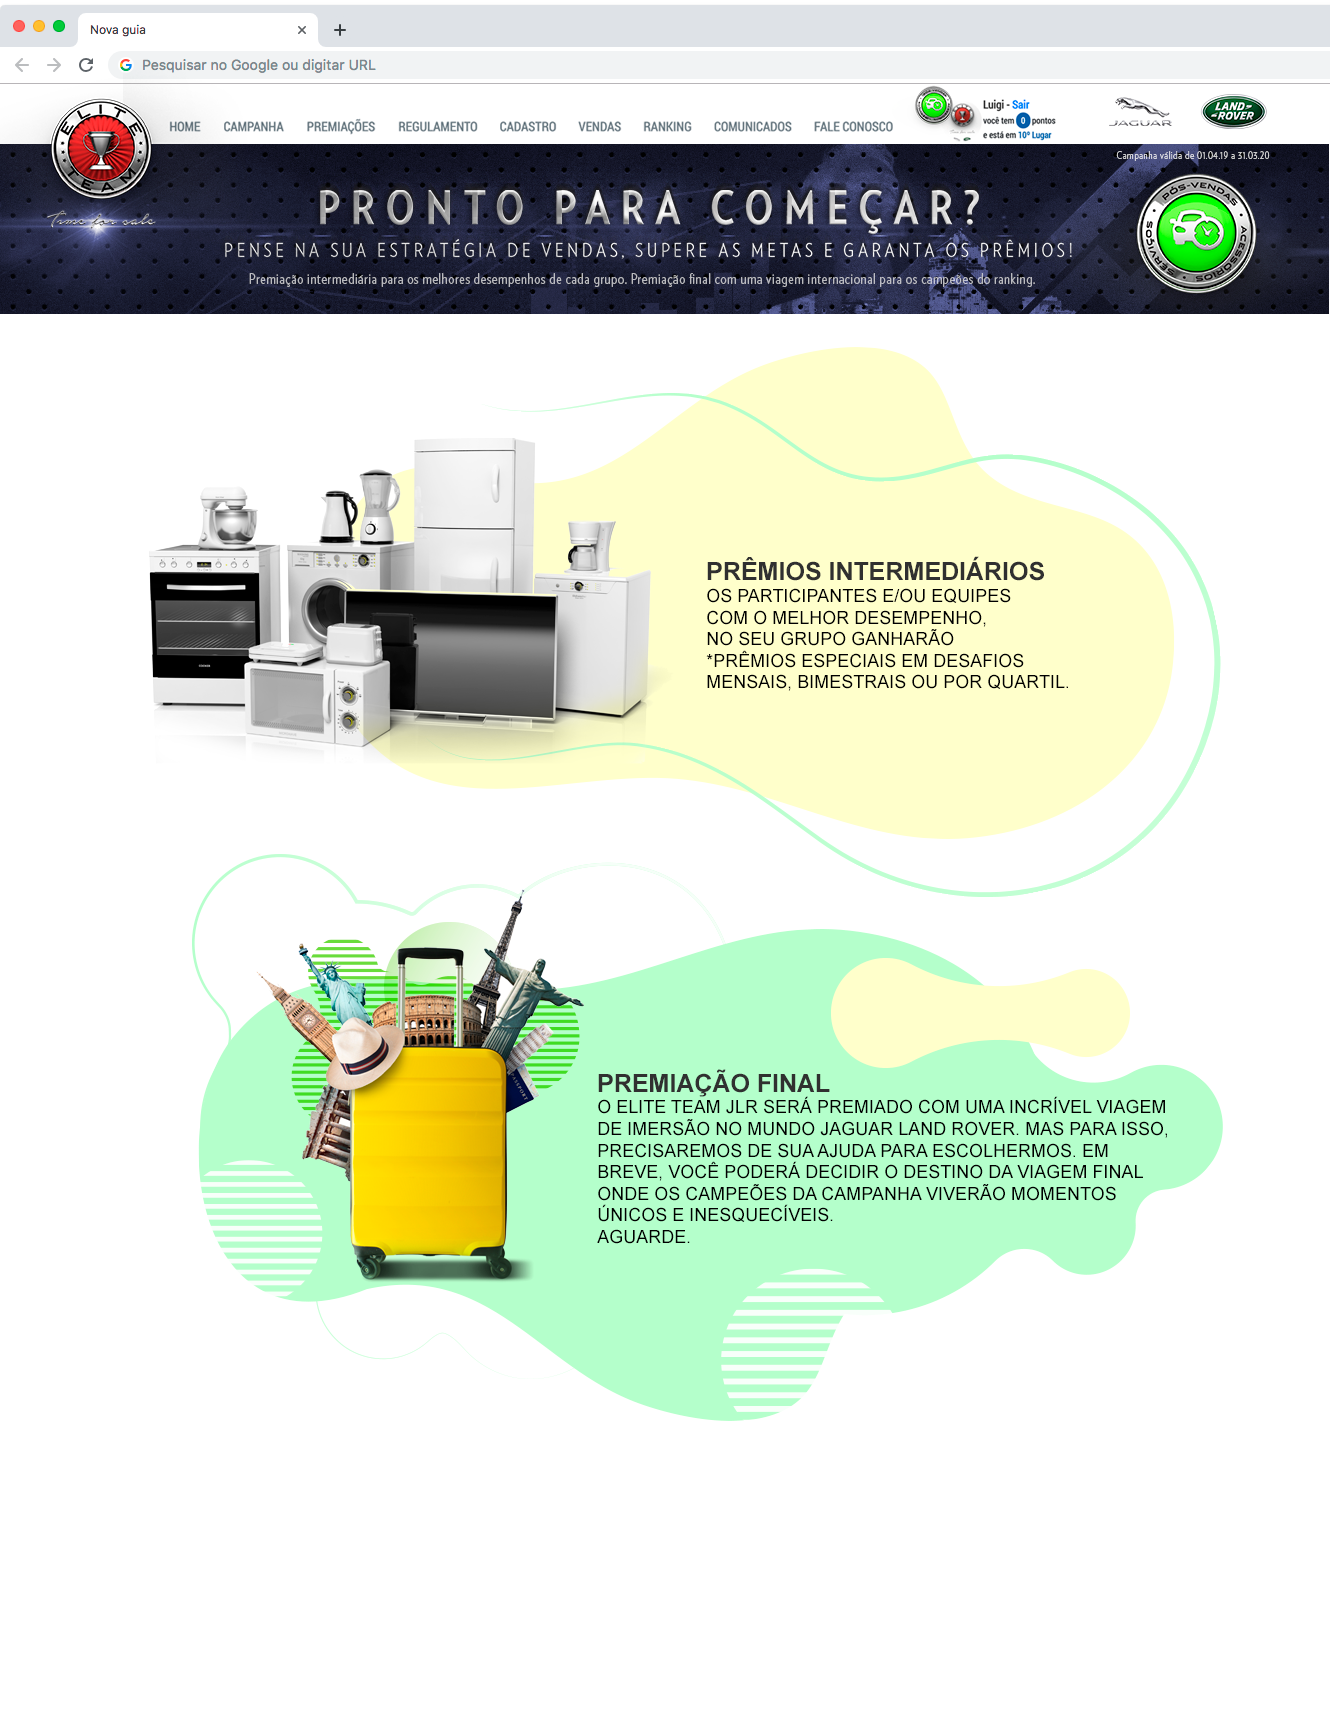 Nova guia
Pesquisar no Google ou digitar URL
ELITE TEAM
Time for sale
HOME CAMPANHA PREMIAÇÕES REGULAMENTO CADASTRO VENDAS RANKING COMUNICADOS FALE CONOSCO
Luigi - Sair
você tem 0 pontos
e está em 10º Lugar
JAGUAR
LAND-
-ROVER
Campanha válida de 01.04.19 a 31.03.20
PRONTO PARA COMEÇAR?
PENSE NA SUA ESTRATÉGIA DE VENDAS, SUPERE AS METAS E GARANTA OS PRÊMIOS!
Premiação intermediária para os melhores desempenhos de cada grupo. Premiação final com uma viagem internacional para os campeões do ranking.
PÓS-VENDAS ACESSÓRIOS SERVIÇOS
PRÊMIOS INTERMEDIÁRIOS
OS PARTICIPANTES E/OU EQUIPES
COM O MELHOR DESEMPENHO,
NO SEU GRUPO GANHARÃO
*PRÊMIOS ESPECIAIS EM DESAFIOS
MENSAIS, BIMESTRAIS OU POR QUARTIL.
PASSPORT
PREMIAÇÃO FINAL
O ELITE TEAM JLR SERÁ PREMIADO COM UMA INCRÍVEL VIAGEM
DE IMERSÃO NO MUNDO JAGUAR LAND ROVER. MAS PARA ISSO,
PRECISAREMOS DE SUA AJUDA PARA ESCOLHERMOS. EM
BREVE, VOCÊ PODERÁ DECIDIR O DESTINO DA VIAGEM FINAL
ONDE OS CAMPEÕES DA CAMPANHA VIVERÃO MOMENTOS
ÚNICOS E INESQUECÍVEIS.
AGUARDE.